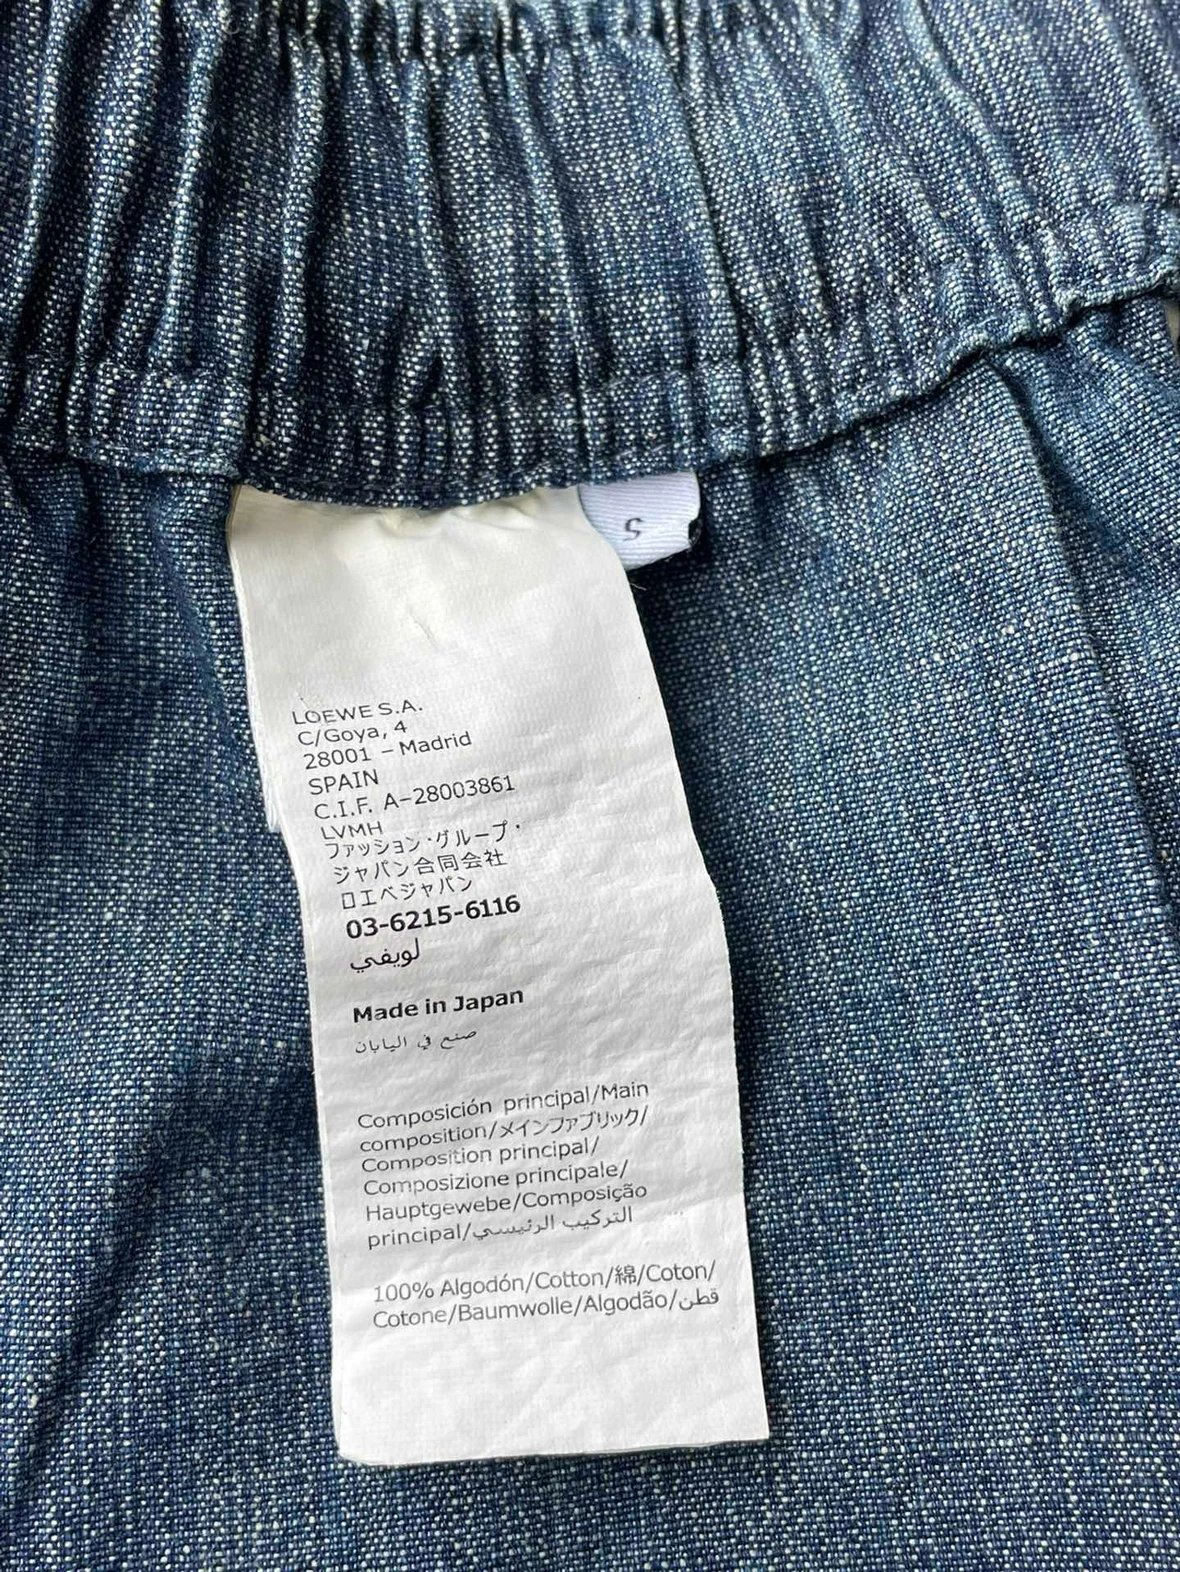 S
LOEWE S.A.
C/Goya, 4
28001 – Madrid
SPAIN
C.I.F. A-28003861
LVMH
ファッション・グループ・
ジャパン合同会社
ロエベジャパン
03-6215-6116
لويفي
Made in Japan
صنع في اليابان
Composición principal/Main
composition/メインファブリック/
Composition principal/
Composizione principale/
Hauptgewebe/Composição
principal/التركيب الرئيسي
100% Algodón/Cotton/綿/Coton/
Cotone/Baumwolle/Algodão/قطن